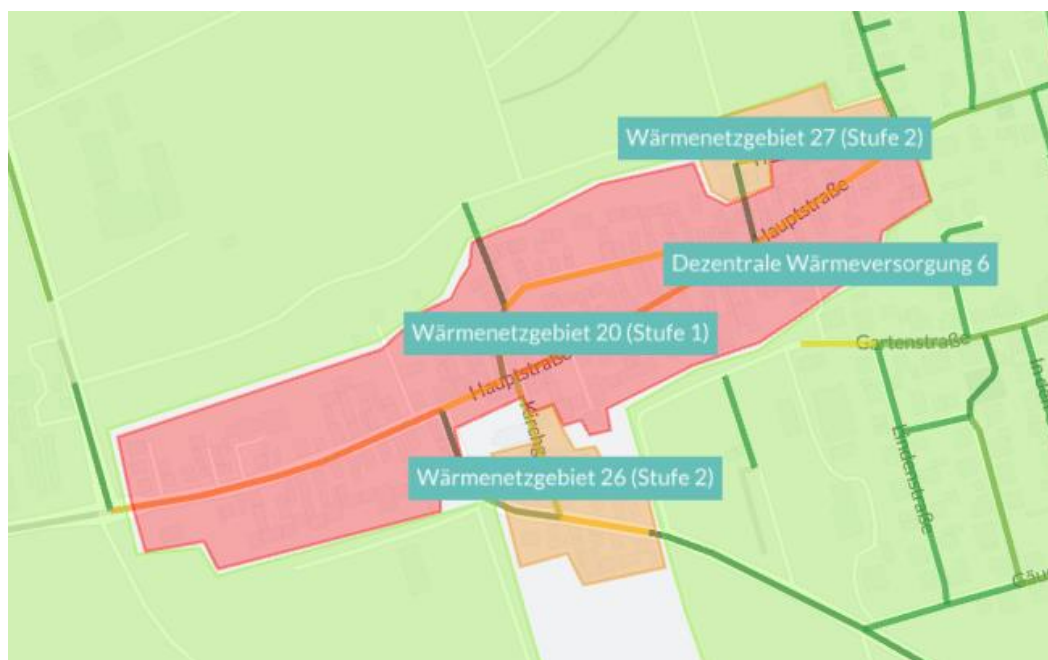 Wärmenetzgebiet 27 (Stufe 2)
Hauptstraße
Dezentrale Wärmeversorgung 6
Wärmenetzgebiet 20 (Stufe 1)
Gartenstraße
Hauptstraße
Wärmenetzgebiet 26 (Stufe 2)
Lindenstraße